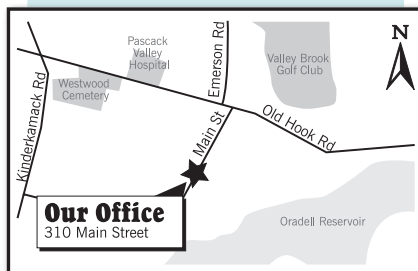 Pascack
Valley
Hospital
Emerson Rd
Valley Brook
Golf Club
N
Westwood
Cemetery
Kinderkamack Rd
Old Hook Rd
Main St
Our Office
310 Main Street
Oradell Reservoir